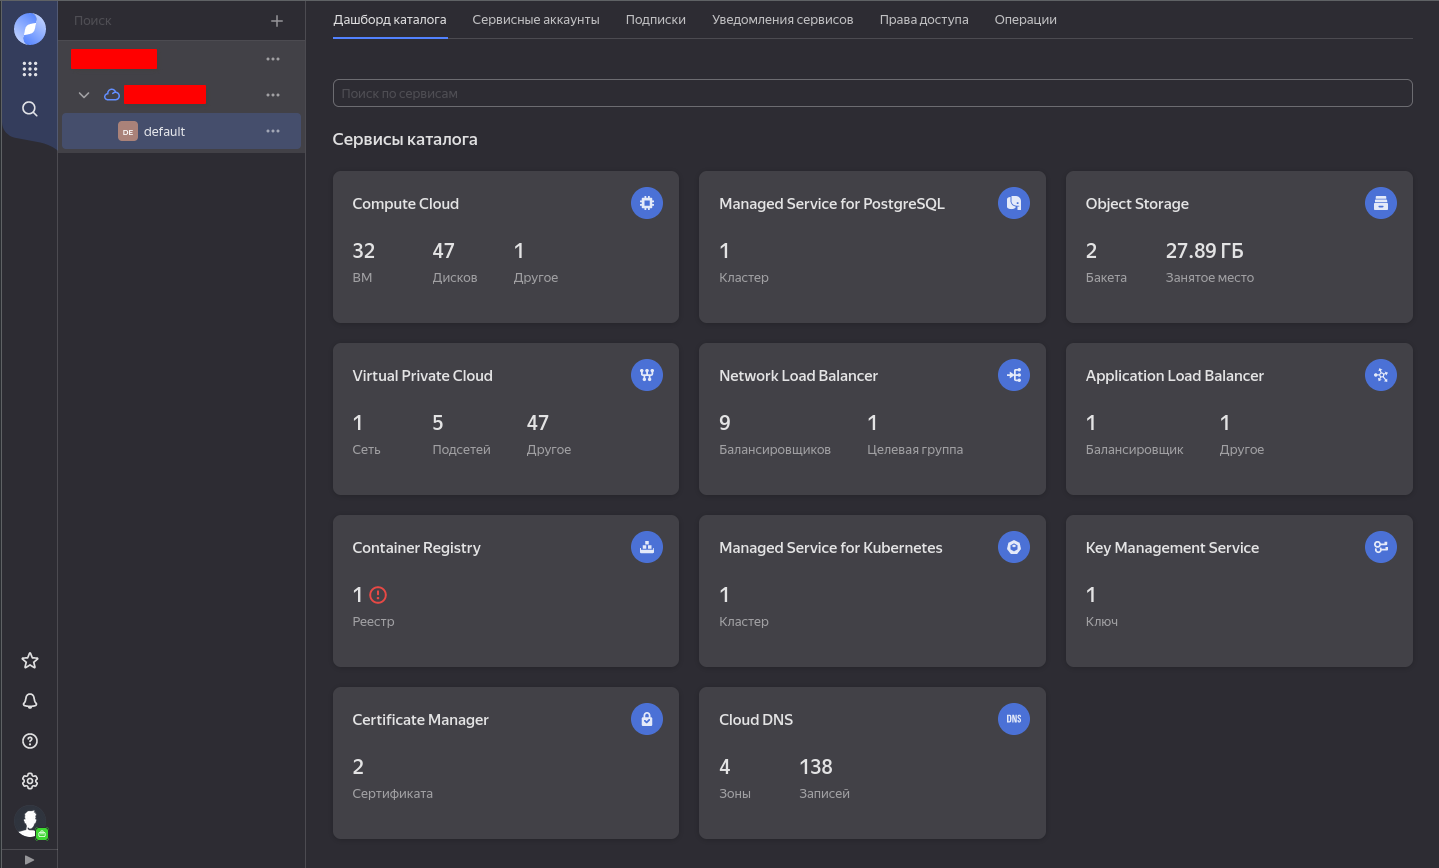 Поиск
DE default
Дашборд каталога Сервисные аккаунты Подписки Уведомления сервисов Права доступа Операции
Поиск по сервисам
Сервисы каталога
Compute Cloud
32 47 1
ВМ Дисков Другое
Managed Service for PostgreSQL
1
Кластер
Object Storage
2 27.89 ГБ
Бакета Занятое место
Virtual Private Cloud
1 5 47
Сеть Подсетей Другое
Network Load Balancer
9 1
Балансировщиков Целевая группа
Application Load Balancer
1 1
Балансировщик Другое
Container Registry
1
Реестр
Managed Service for Kubernetes
1
Кластер
Key Management Service
1
Ключ
Certificate Manager
2
Сертификата
Cloud DNS
DNS
4 138
Зоны Записей